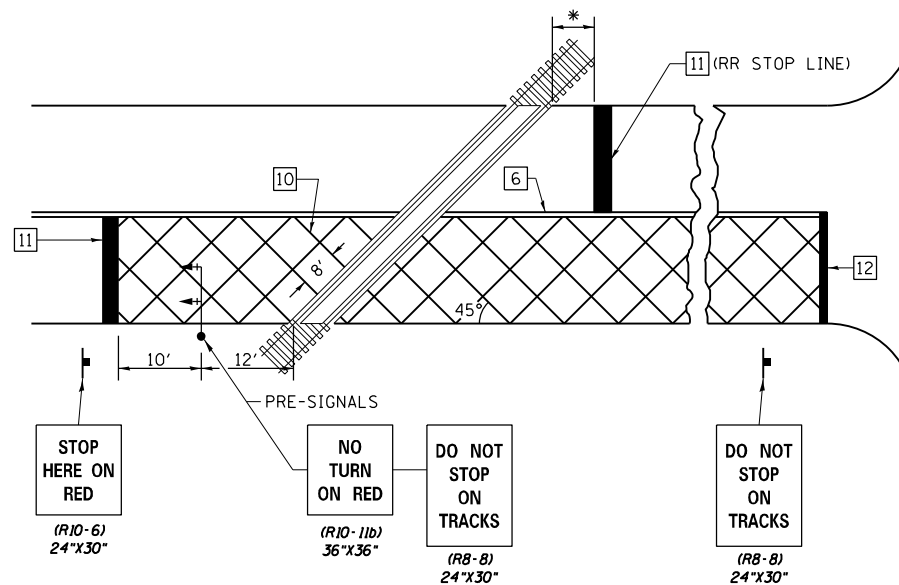 *
11 (RR STOP LINE)
10
6
11
8'
45°
12
10'
12'
PRE-SIGNALS
STOP
HERE ON
RED
(R10-6)
24"X30"
NO
TURN
ON RED
(R10-11b)
36"X36"
DO NOT
STOP
ON
TRACKS
(R8-8)
24"X30"
DO NOT
STOP
ON
TRACKS
(R8-8)
24"X30"